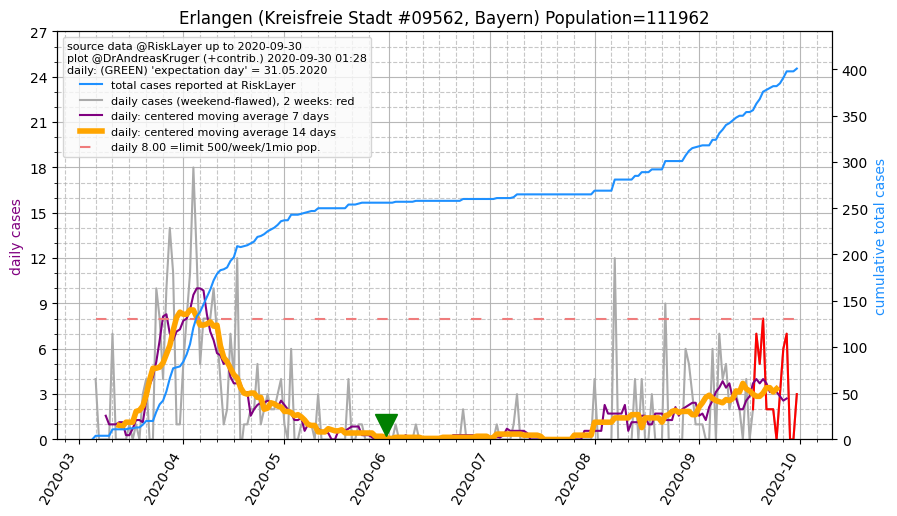 Erlangen (Kreisfreie Stadt #09562, Bayern) Population=111962
source data @RiskLayer up to 2020-09-30
plot @DrAndreasKruger (+contrib.) 2020-09-30 01:28
daily: (GREEN) 'expectation day' = 31.05.2020
total cases reported at RiskLayer
daily cases (weekend-flawed), 2 weeks: red
daily: centered moving average 7 days
daily: centered moving average 14 days
daily 8.00 =limit 500/week/1mio pop.
daily cases
27
24
21
18
15
12
9
6
3
0
cumulative total cases
400
350
300
250
200
150
100
50
0
2020-03
2020-04
2020-05
2020-06
2020-07
2020-08
2020-09
2020-10